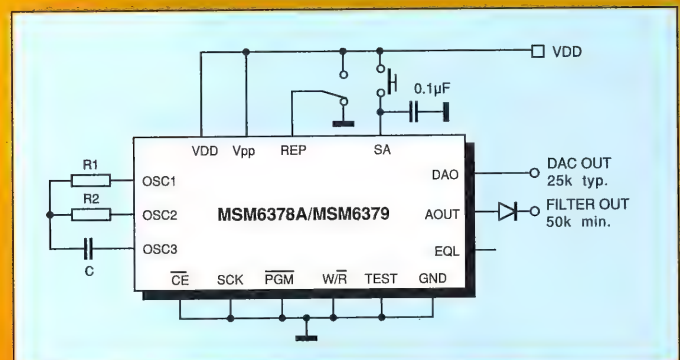 VDD
0.1µF
VDD Vpp REP SA
R1
OSC1
DAO
DAC OUT
25k typ.
R2
OSC2
MSM6378A/MSM6379
AOUT
FILTER OUT
50k min.
OSC3
EQL
C
CE SCK PGM W/R TEST GND